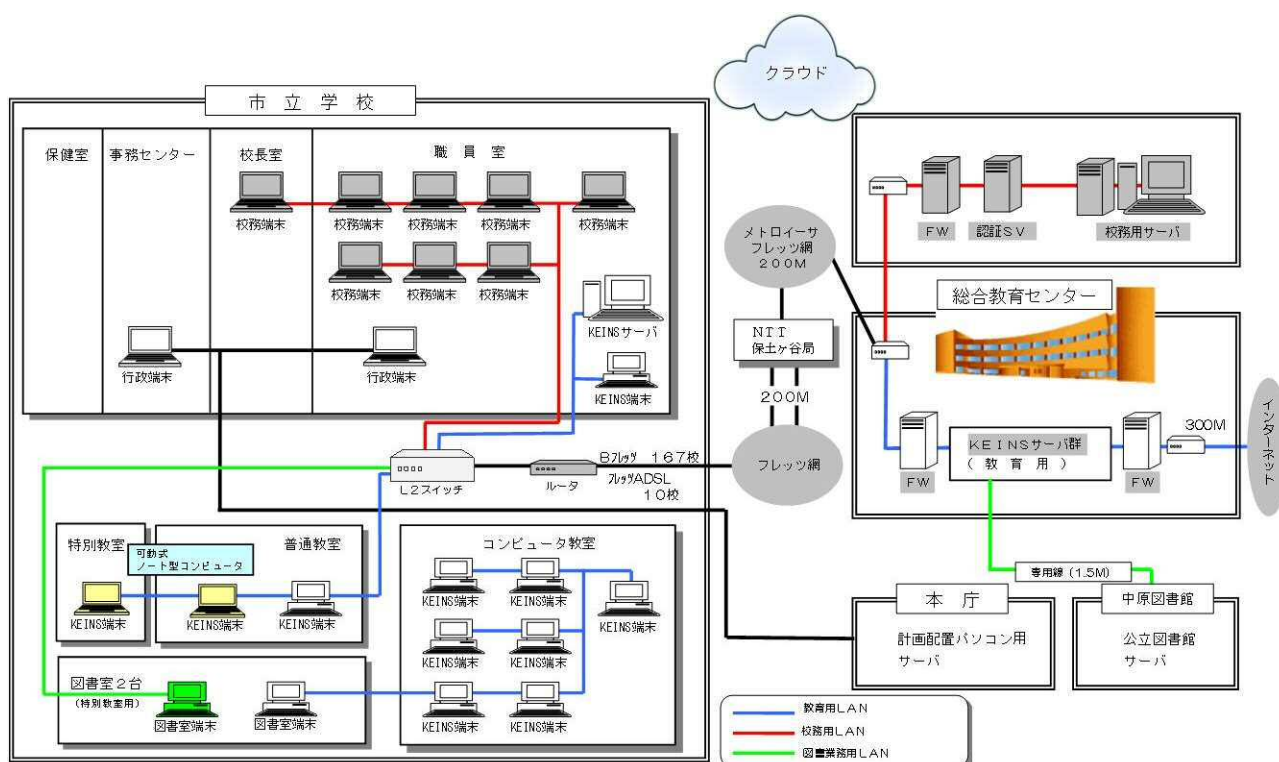 クラウド
市立学校
保健室
事務センター
校長室
職員室
校務端末
校務端末
校務端末
校務端末
校務端末
校務端末
校務端末
校務端末
行政端末
行政端末
KEINSサーバ
KEINS端末
L2スイッチ
ルータ
Bフレッツ 167校
フレッツADSL
10校
フレッツ網
200M
NTT
保土ヶ谷局
メトロイーサ
フレッツ網
200M
FW
認証SV
校務用サーバ
総合教育センター
FW
KEINSサーバ群
(教育用)
FW
300M
インターネット
特別教室
可動式
ノート型コンピュータ
普通教室
KEINS端末
KEINS端末
KEINS端末
コンピュータ教室
KEINS端末
KEINS端末
KEINS端末
KEINS端末
KEINS端末
KEINS端末
KEINS端末
図書室2台
(特別教室用)
図書室端末
図書室端末
専用線(1.5M)
本庁
計画配置パソコン用
サーバ
中原図書館
公立図書館
サーバ
教育用LAN
校務用LAN
図書業務用LAN